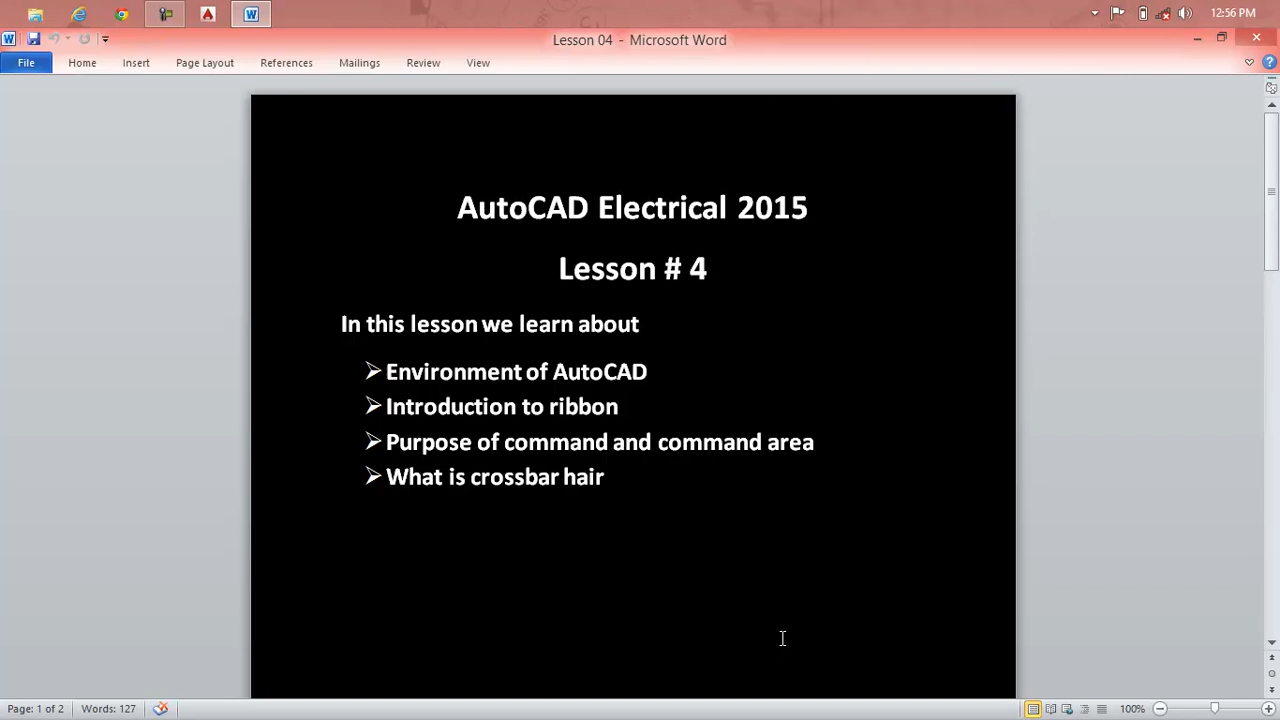 12:56 PM
Lesson 04 - Microsoft Word
File Home Insert Page Layout References Mailings Review View
AutoCAD Electrical 2015
Lesson # 4
In this lesson we learn about
➢ Environment of AutoCAD
➢ Introduction to ribbon
➢ Purpose of command and command area
➢ What is crossbar hair
Page: 1 of 2 Words: 127 100%